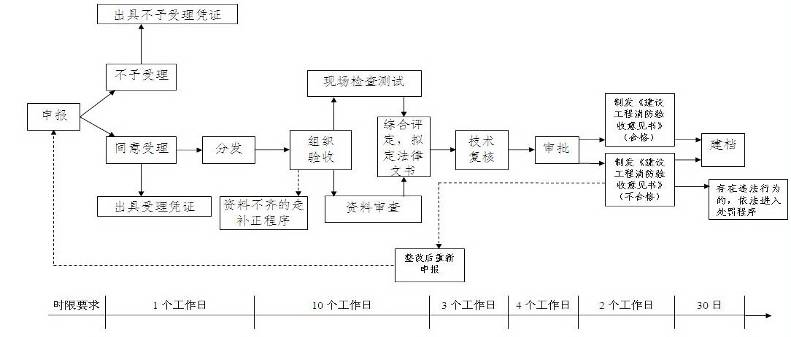 出具不予受理凭证
不予受理
现场检查测试
申报
同意受理
分发
组织
验收
综合评
定，拟
定法律
文书
技术
复核
审批
制发《建设
工程消防验
收意见书》
（合格）
建档
制发《建设
工程消防验
收意见书》
（不合格）
出具受理凭证
资料不齐的走
补正程序
资料审查
存在违法行为
的，依法进入
处罚程序
整改后重新
申报
时限要求
1 个工作日
10 个工作日
3 个工作日
4 个工作日
2 个工作日
30 日